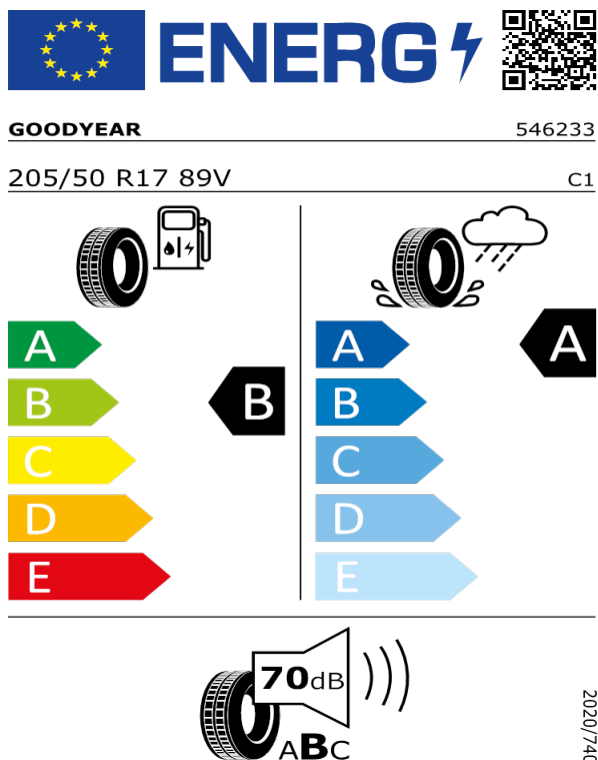 ENERG
GOODYEAR 546233
205/50 R17 89V C1
A A A
B B B
C C
D D
E E
70dB
ABC
2020/740